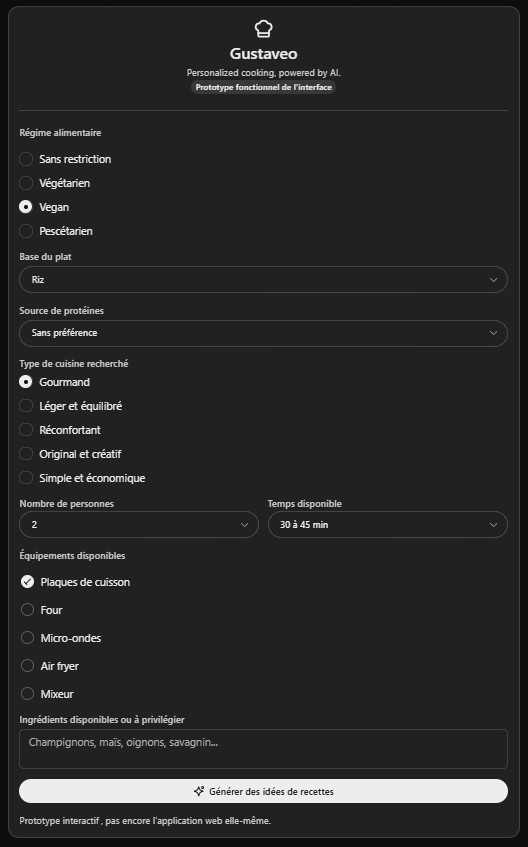 Gustaveo
Personalized cooking, powered by AI.
Prototype fonctionnel de l'interface
Régime alimentaire
Sans restriction
Végétarien
Vegan
Pescétarien
Base du plat
Riz
Source de protéines
Sans préférence
Type de cuisine recherché
Gourmand
Léger et équilibré
Réconfortant
Original et créatif
Simple et économique
Nombre de personnes Temps disponible
2 30 à 45 min
Équipements disponibles
Plaques de cuisson
Four
Micro-ondes
Air fryer
Mixeur
Ingrédients disponibles ou à privilégier
Champignons, maïs, oignons, savagnin...
Générer des idées de recettes
Prototype interactif , pas encore l'application web elle-même.